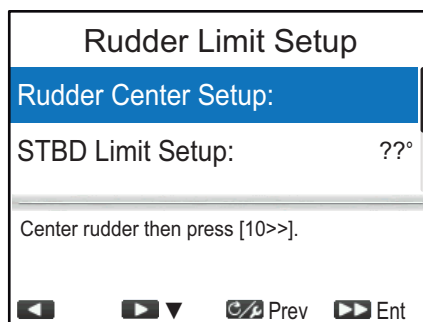 Rudder Limit Setup
Rudder Center Setup:
STBD Limit Setup: ??°
Center rudder then press [10>>].
◀ ▶ ▼ Prev ▶▶ Ent